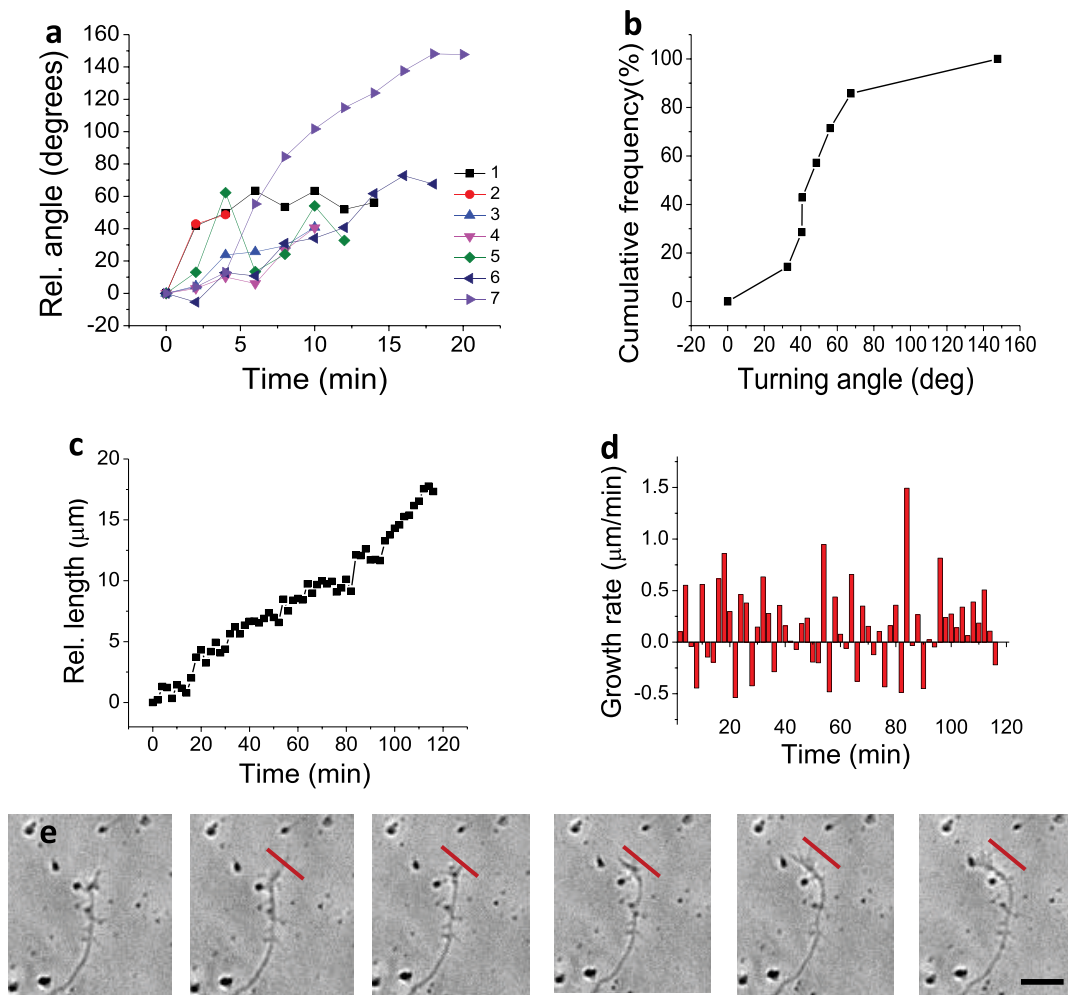 a
Rel. angle (degrees)
160
140
120
100
80
60
40
20
0
-20
0 5 10 15 20
Time (min)
1
2
3
4
5
6
7
b
Cumulative frequency(%)
100
80
60
40
20
0
-20 0 20 40 60 80 100 120 140 160
Turning angle (deg)
c
Rel. length (μm)
20
15
10
5
0
0 20 40 60 80 100 120
Time (min)
d
Growth rate (μm/min)
1.5
1.0
0.5
0.0
-0.5
20 40 60 80 100 120
Time (min)
e